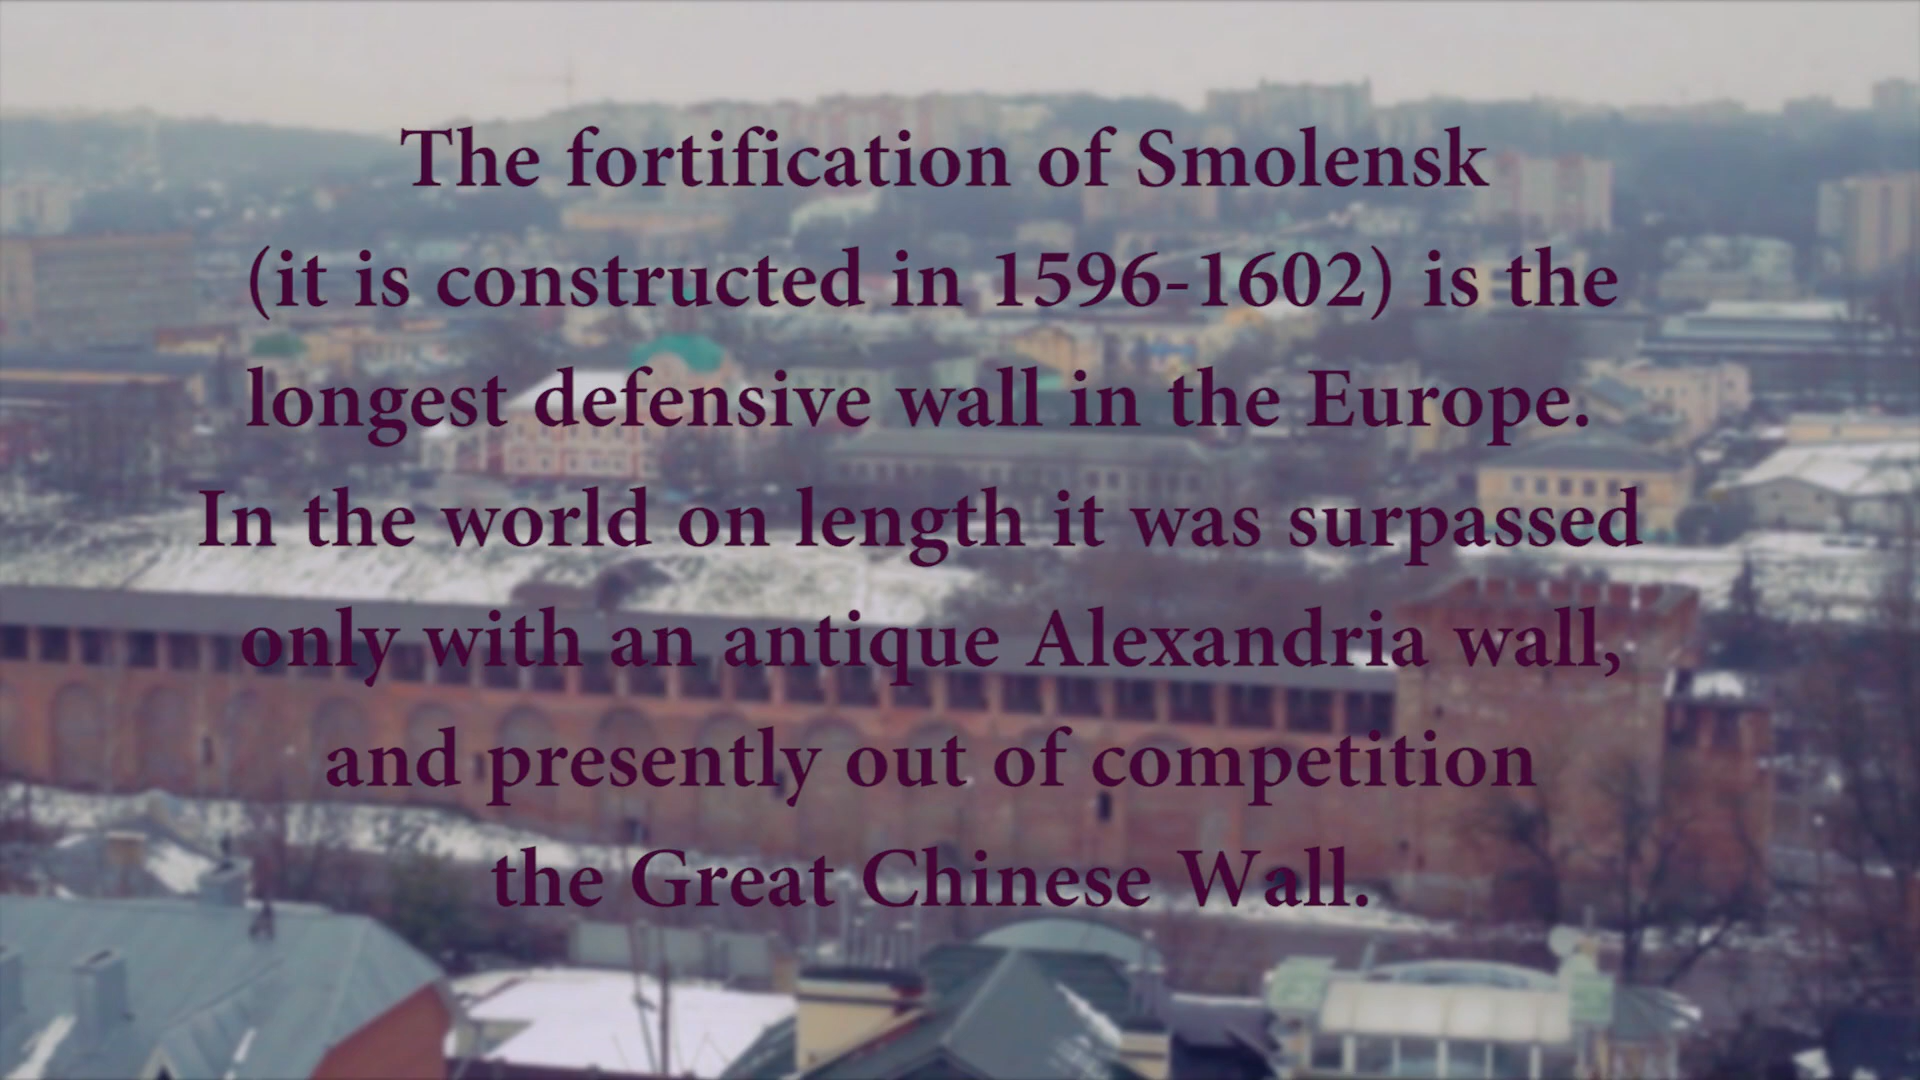 The fortification of Smolensk
(it is constructed in 1596-1602) is the
longest defensive wall in the Europe.
In the world on length it was surpassed
only with an antique Alexandria wall,
and presently out of competition
the Great Chinese Wall.